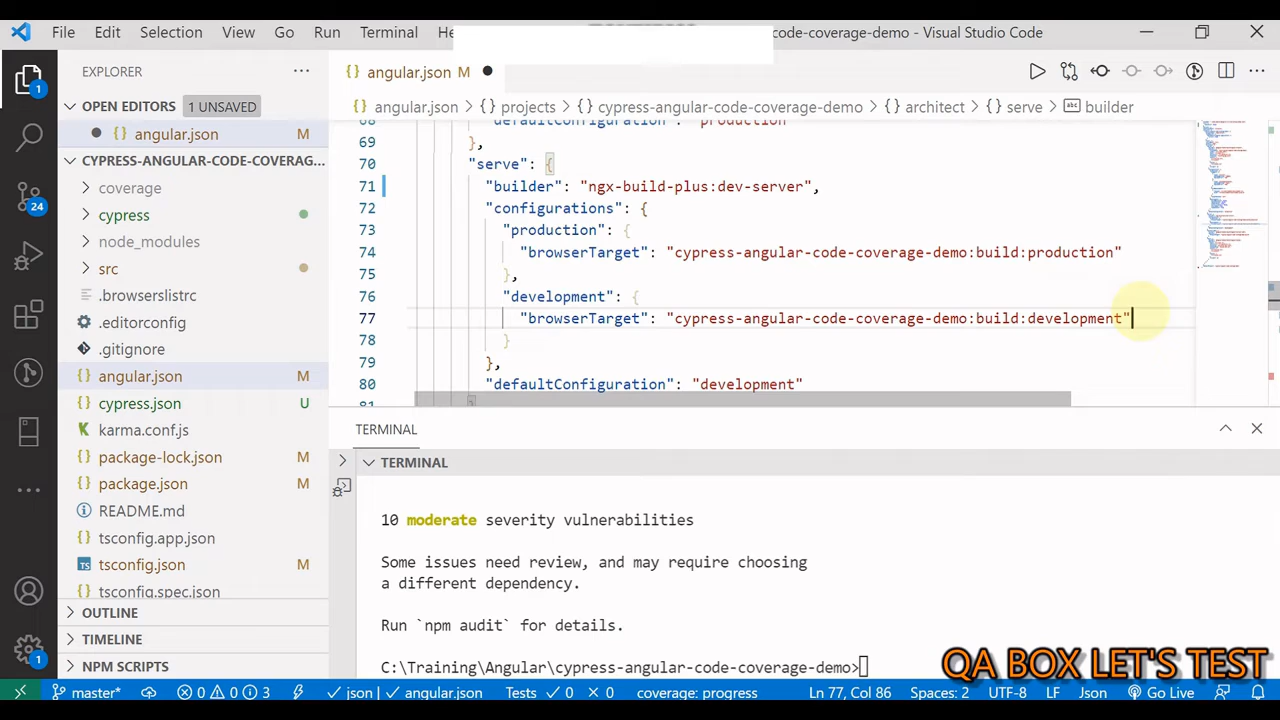 File Edit Selection View Go Run Terminal He
code-coverage-demo - Visual Studio Code
EXPLORER
angular.json M
OPEN EDITORS 1 UNSAVED
angular.json M
angular.json > projects > cypress-angular-code-coverage-demo > architect > serve > builder
CYPRESS-ANGULAR-CODE-COVERAG...
coverage
cypress
node_modules
src
.browserslistrc
.editorconfig
.gitignore
angular.json M
cypress.json U
karma.conf.js
package-lock.json M
package.json M
README.md
tsconfig.app.json
tsconfig.json M
tsconfig.spec.json
OUTLINE
TIMELINE
NPM SCRIPTS
1
24
1
68 "defaultConfiguration": "production"
69 },
70 "serve": {
71 "builder": "ngx-build-plus:dev-server",
72 "configurations": {
73 "production": {
74 "browserTarget": "cypress-angular-code-coverage-demo:build:production"
75 },
76 "development": {
77 "browserTarget": "cypress-angular-code-coverage-demo:build:development"
78 }
79 },
80 "defaultConfiguration": "development"
81
TERMINAL
TERMINAL
10 moderate severity vulnerabilities
Some issues need review, and may require choosing
a different dependency.
Run `npm audit` for details.
C:\Training\Angular\cypress-angular-code-coverage-demo>
QA BOX LET'S TEST
master* 0 0 3 json angular.json Tests 0 0 coverage: progress Ln 77, Col 86 Spaces: 2 UTF-8 LF Json Go Live